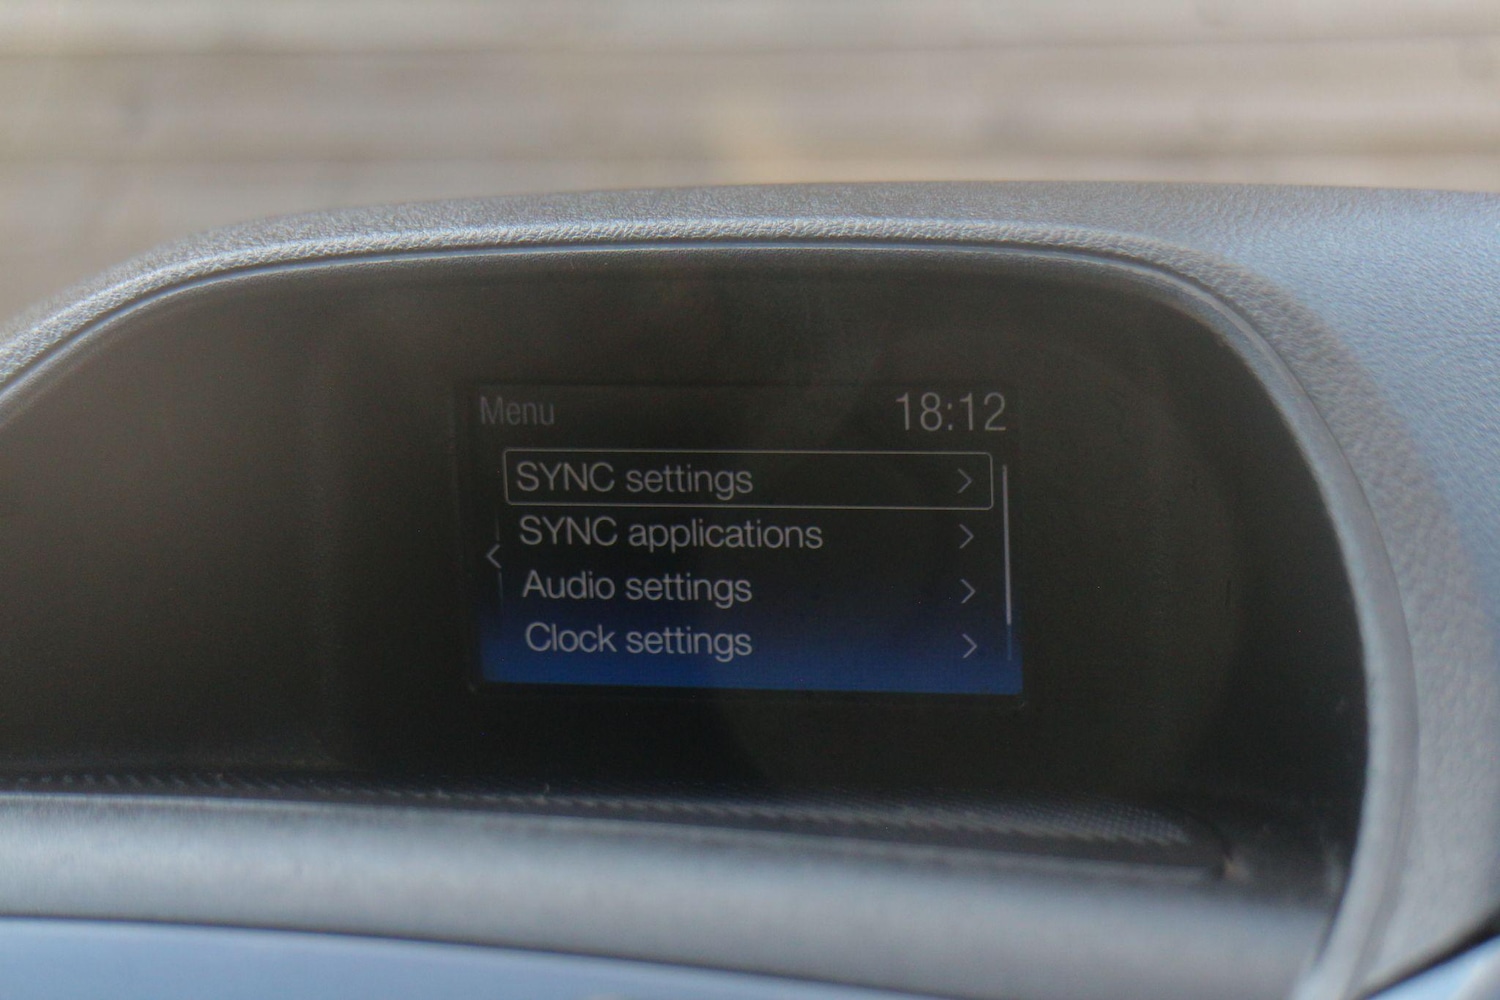 Menu 18:12
SYNC settings
SYNC applications
Audio settings
Clock settings